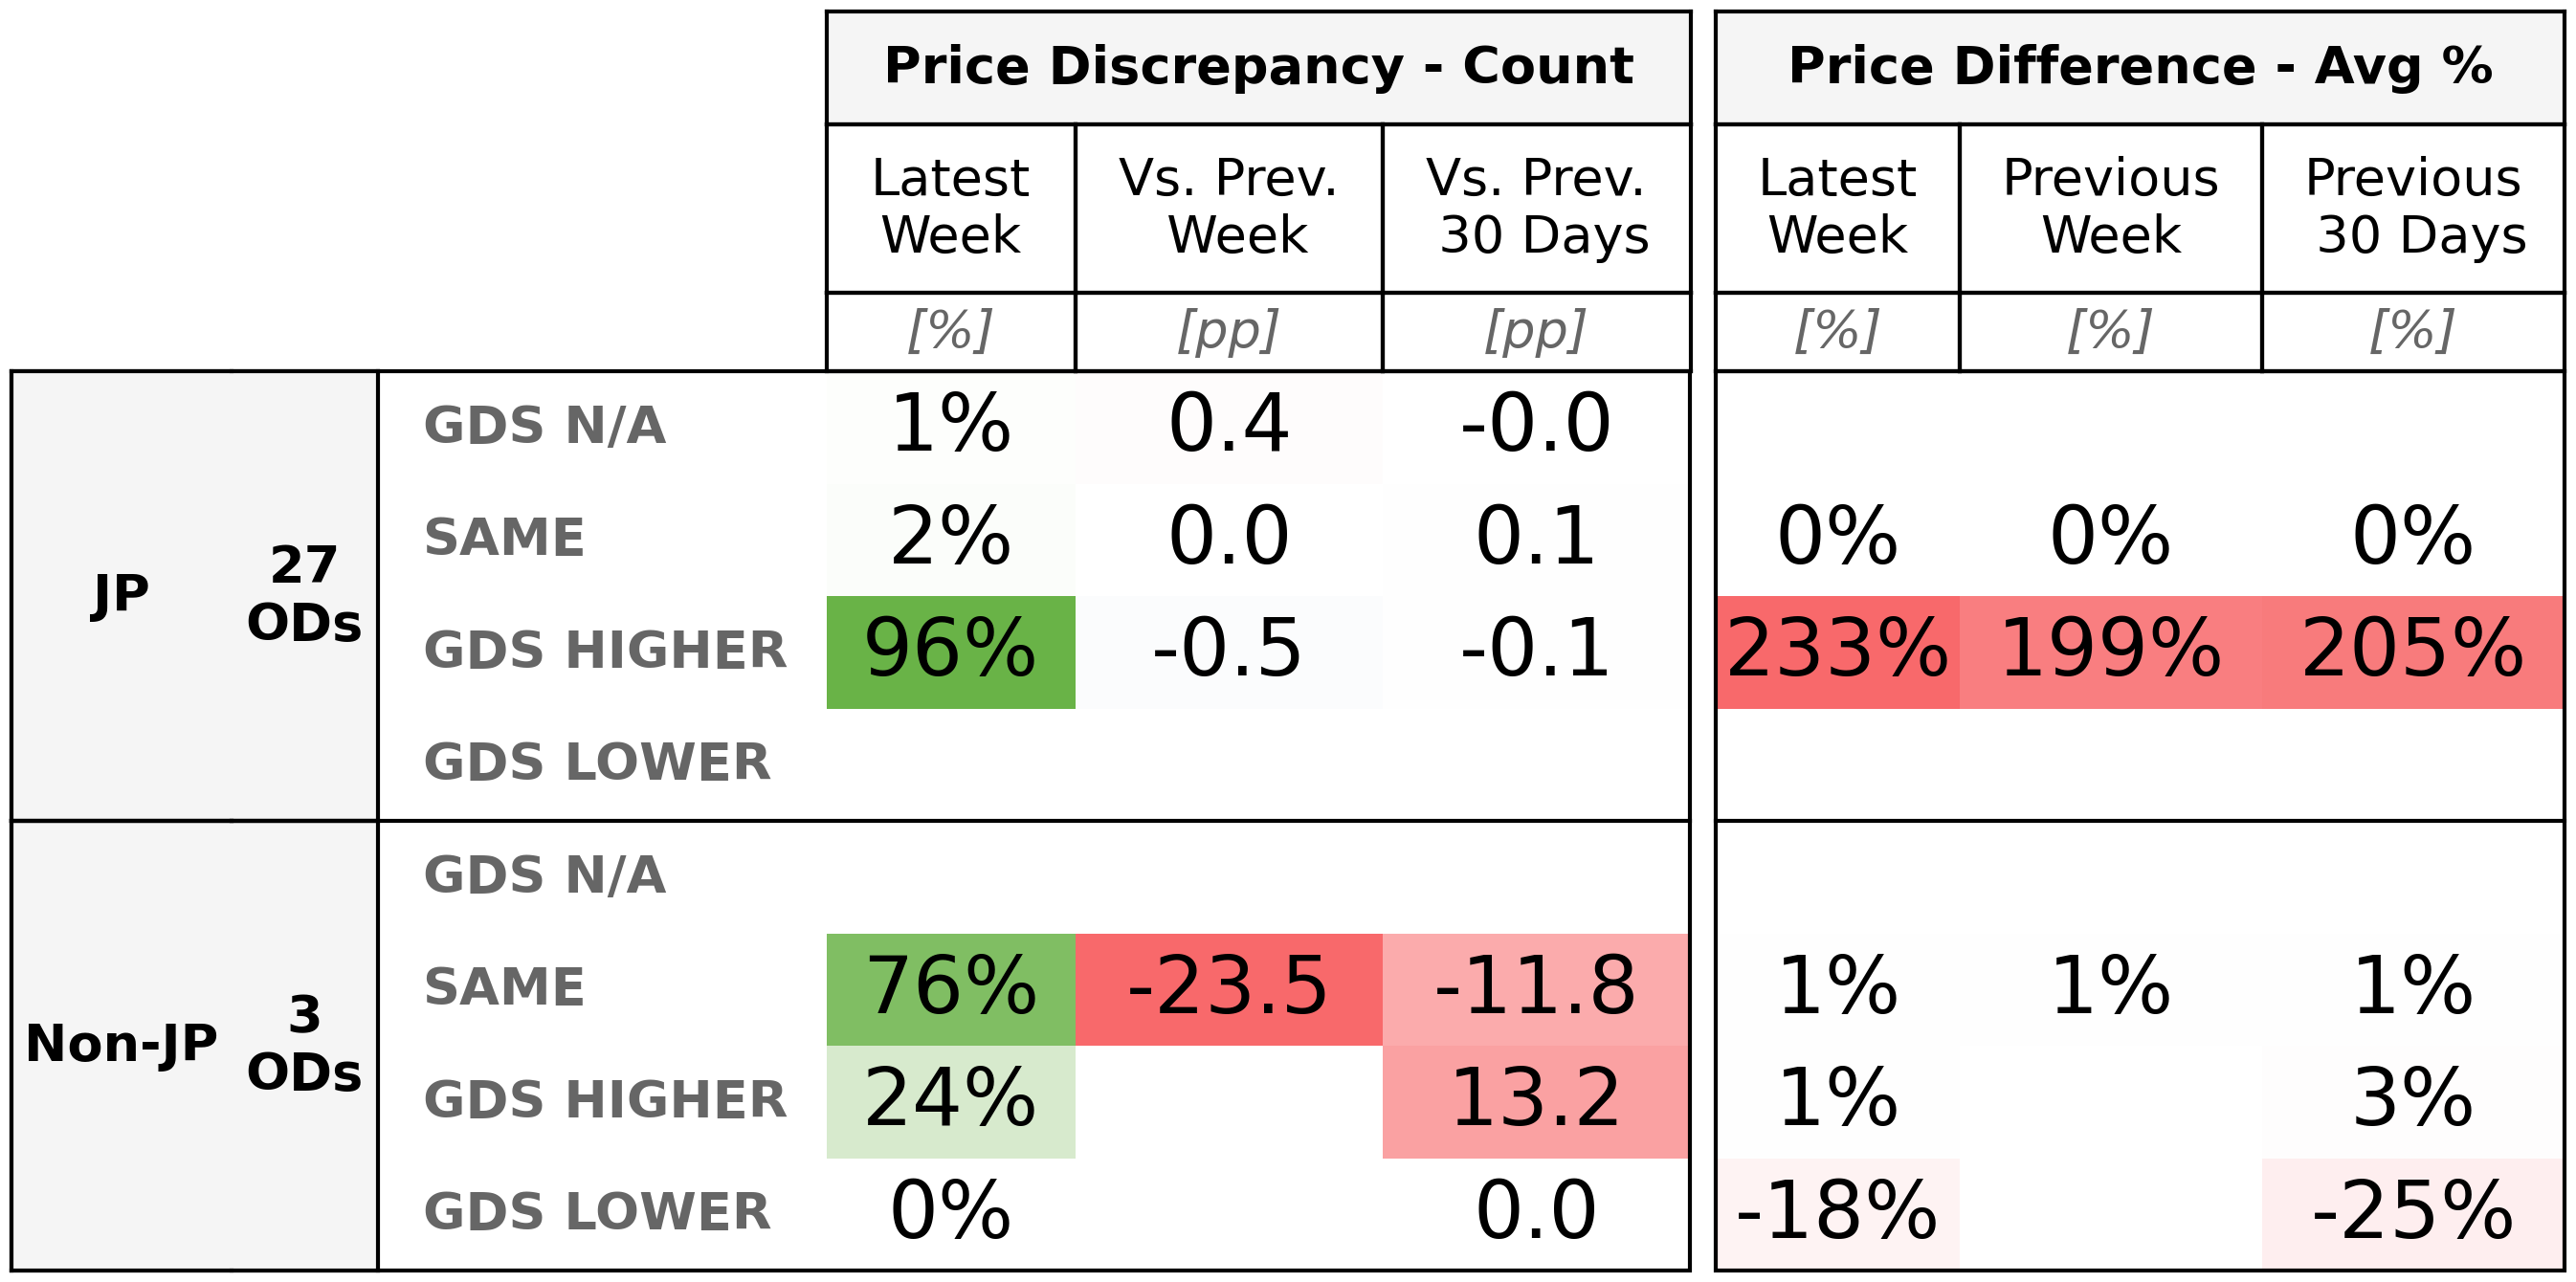 Price Discrepancy - Count Price Difference - Avg %
Latest Week Vs. Prev. Week Vs. Prev. 30 Days Latest Week Previous Week Previous 30 Days
[%] [pp] [pp] [%] [%] [%]
JP 27 ODs
GDS N/A 1% 0.4 -0.0
SAME 2% 0.0 0.1 0% 0% 0%
GDS HIGHER 96% -0.5 -0.1 233% 199% 205%
GDS LOWER
Non-JP 3 ODs
GDS N/A
SAME 76% -23.5 -11.8 1% 1% 1%
GDS HIGHER 24% 13.2 1% 3%
GDS LOWER 0% 0.0 -18% -25%